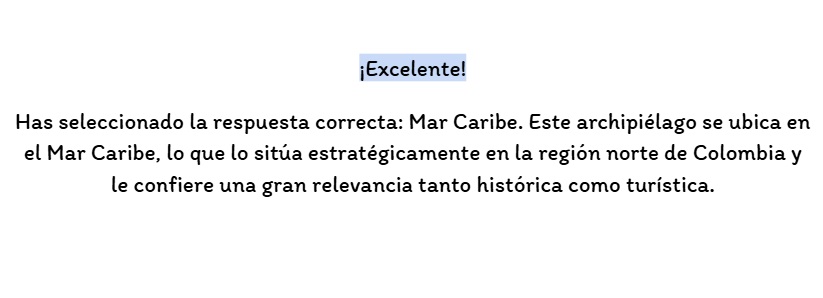 ¡Excelente!
Has seleccionado la respuesta correcta: Mar Caribe. Este archipiélago se ubica en
el Mar Caribe, lo que lo sitúa estratégicamente en la región norte de Colombia y
le confiere una gran relevancia tanto histórica como turística.